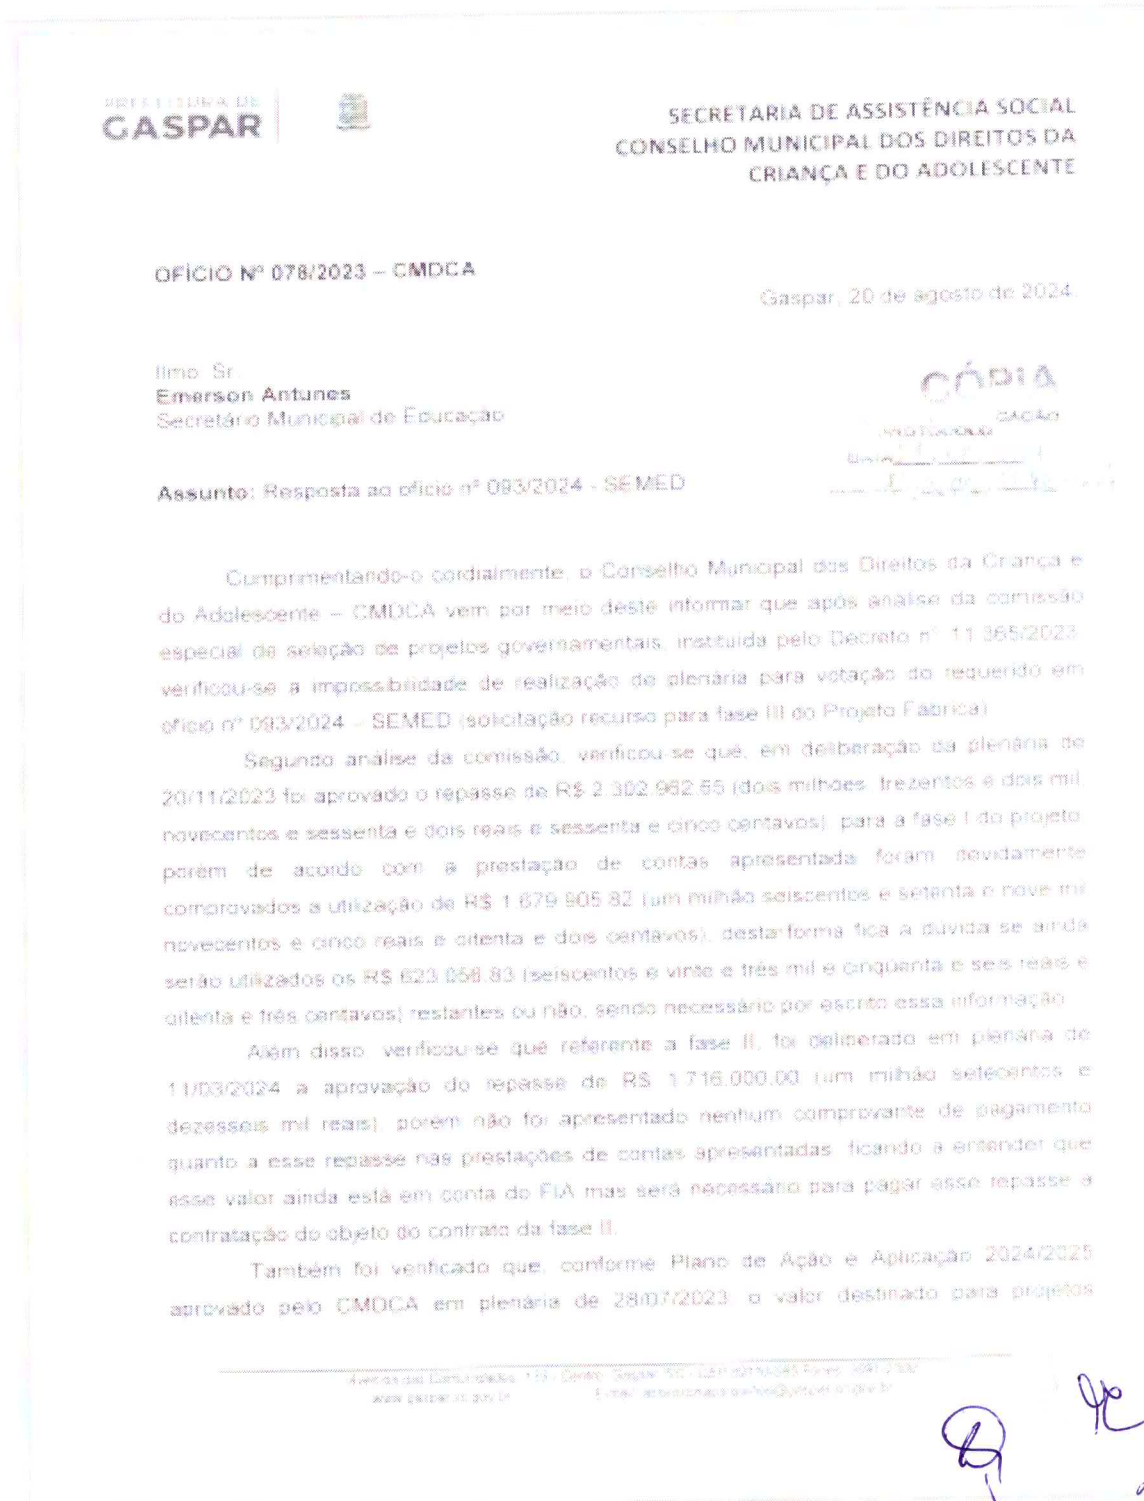 PREFEITURA DE
GASPAR
SECRETARIA DE ASSISTÊNCIA SOCIAL
CONSELHO MUNICIPAL DOS DIREITOS DA
CRIANÇA E DO ADOLESCENTE
OFÍCIO Nº 078/2023 – CMDCA
Gaspar, 20 de agosto de 2024.
Ilmo. Sr.
Emerson Antunes
Secretário Municipal de Educação
CÓPIA
PROTOCOLO
DATA
Assunto: Resposta ao ofício nº 093/2024 - SEMED
Cumprimentando-o cordialmente, o Conselho Municipal dos Direitos da Criança e
do Adolescente – CMDCA vem por meio deste informar que após análise da comissão
especial de seleção de projetos governamentais, instituída pelo Decreto nº 11.365/2023,
verificou-se a impossibilidade de realização de plenária para votação do requerido em
ofício nº 093/2024 – SEMED (solicitação recurso para fase III do Projeto Fábrica)
Segundo análise da comissão, verificou-se que, em deliberação da plenária de
20/11/2023 foi aprovado o repasse de R$ 2.302.962,65 (dois milhões, trezentos e dois mil,
novecentos e sessenta e dois reais e sessenta e cinco centavos), para a fase I do projeto,
porém de acordo com a prestação de contas apresentada foram devidamente
comprovados a utilização de R$ 1.679.905,82 (um milhão seiscentos e setenta e nove mil
novecentos e cinco reais e oitenta e dois centavos), desta forma fica a dúvida se ainda
serão utilizados os R$ 623.056,83 (seiscentos e vinte e três mil e cinquenta e seis reais e
oitenta e três centavos) restantes ou não, sendo necessário por escrito essa informação.
Além disso, verificou-se que referente a fase II, foi deliberado em plenária de
11/03/2024 a aprovação do repasse de R$ 1.716.000,00 (um milhão setecentos e
dezesseis mil reais), porém não foi apresentado nenhum comprovante de pagamento
quanto a esse repasse nas prestações de contas apresentadas, ficando a entender que
esse valor ainda está em conta do FIA mas será necessário para pagar esse repasse a
contratação do objeto do contrato da fase II.
Também foi verificado que, conforme Plano de Ação e Aplicação 2024/2025
aprovado pelo CMDCA em plenária de 28/07/2023, o valor destinado para projetos
www.gaspar.sc.gov.br